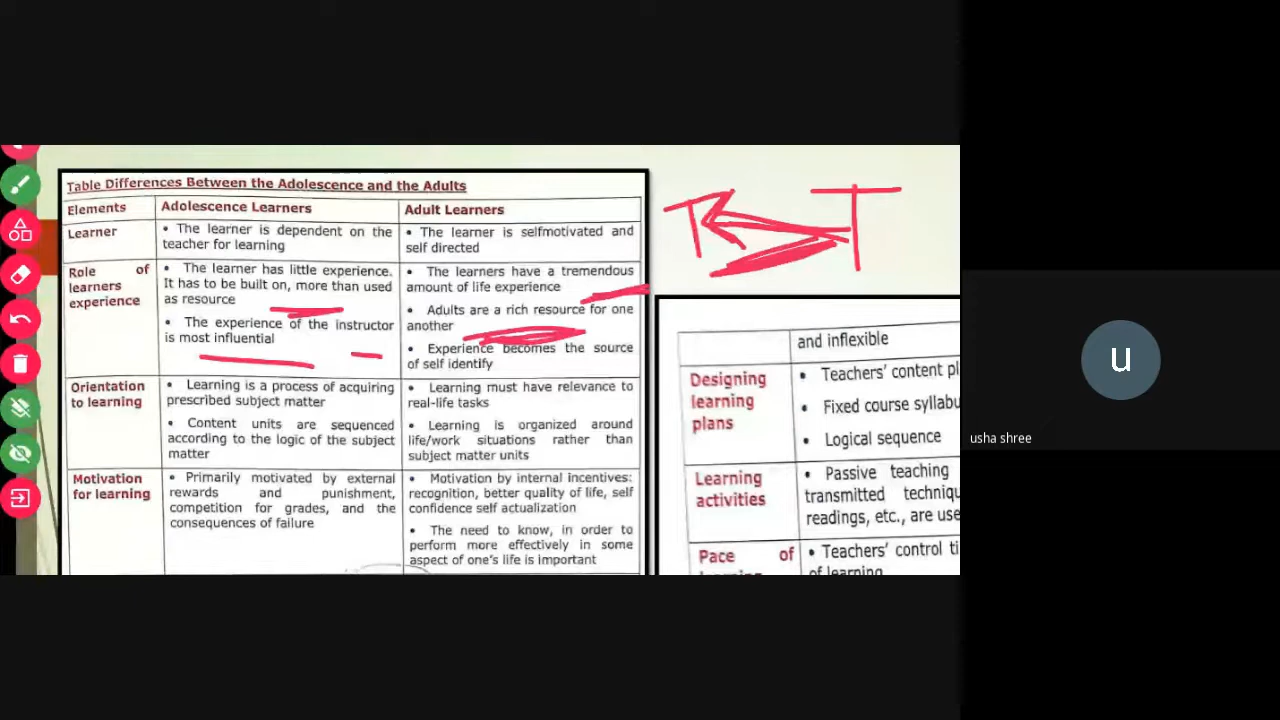 Table Differences Between the Adolescence and the Adults
Elements
Adolescence Learners
Adult Learners
Learner
• The learner is dependent on the
teacher for learning
• The learner is selfmotivated and
self directed
Role of
learners
experience
• The learner has little experience.
It has to be built on, more than used
as resource
• The experience of the instructor
is most influential
• The learners have a tremendous
amount of life experience
• Adults are a rich resource for one
another
• Experience becomes the source
of self identify
Orientation
to learning
• Learning is a process of acquiring
prescribed subject matter
• Content units are sequenced
according to the logic of the subject
matter
• Learning must have relevance to
real-life tasks
• Learning is organized around
life/work situations rather than
subject matter units
Motivation
for learning
• Primarily motivated by external
rewards and punishment,
competition for grades, and the
consequences of failure
• Motivation by internal incentives:
recognition, better quality of life, self
confidence self actualization
• The need to know, in order to
perform more effectively in some
aspect of one's life is important
T
and inflexible
Designing
learning
plans
• Teachers' content pl
• Fixed course syllabu
• Logical sequence
Learning
activities
• Passive teaching
transmitted techniqu
readings, etc., are use
Pace of
• Teachers' control ti
of learning
u
usha shree